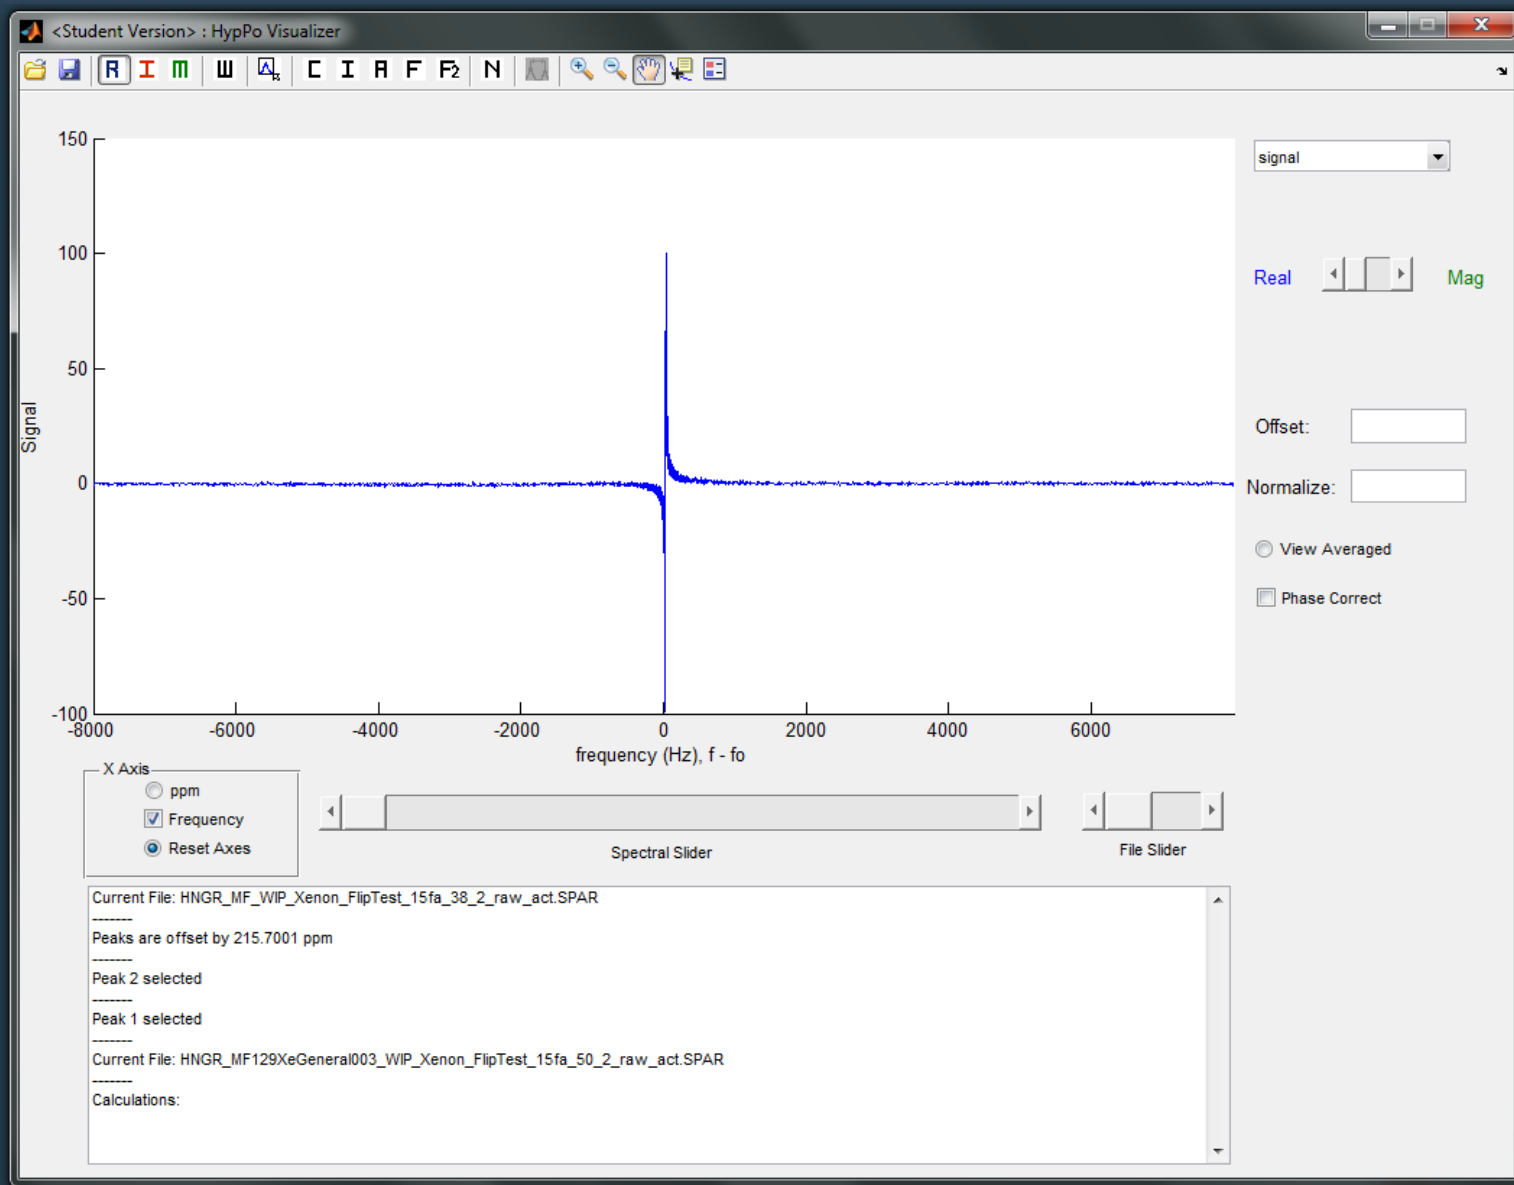 <Student Version> : HypPo Visualizer
R I m W C I A F F2 N
150
100
50
0
-50
-100
Signal
-8000 -6000 -4000 -2000 0 2000 4000 6000
frequency (Hz), f - fo
signal
Real Mag
Offset:
Normalize:
View Averaged
Phase Correct
X Axis
ppm
Frequency
Reset Axes
Spectral Slider
File Slider
Current File: HNGR_MF_WIP_Xenon_FlipTest_15fa_38_2_raw_act.SPAR
-------
Peaks are offset by 215.7001 ppm
-------
Peak 2 selected
-------
Peak 1 selected
-------
Current File: HNGR_MF129XeGeneral003_WIP_Xenon_FlipTest_15fa_50_2_raw_act.SPAR
-------
Calculations: